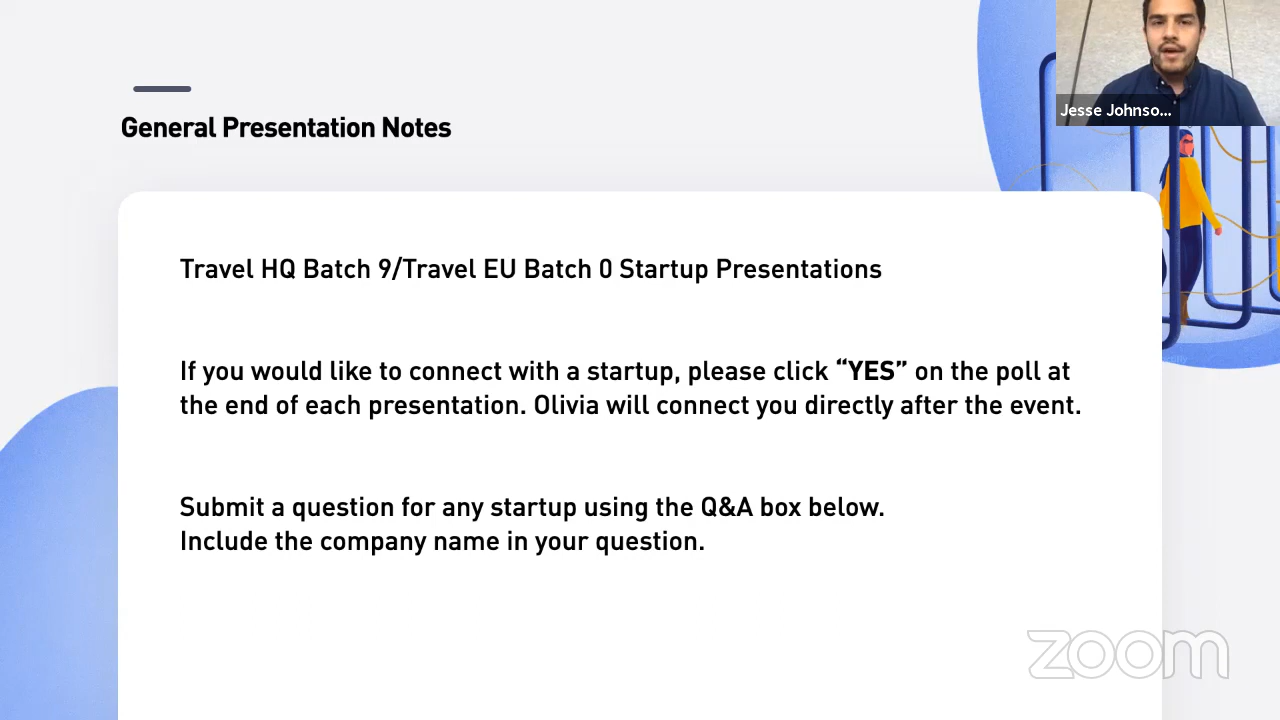 Jesse Johnso...
General Presentation Notes
Travel HQ Batch 9/Travel EU Batch 0 Startup Presentations
If you would like to connect with a startup, please click “YES” on the poll at
the end of each presentation. Olivia will connect you directly after the event.
Submit a question for any startup using the Q&A box below.
Include the company name in your question.
zoom